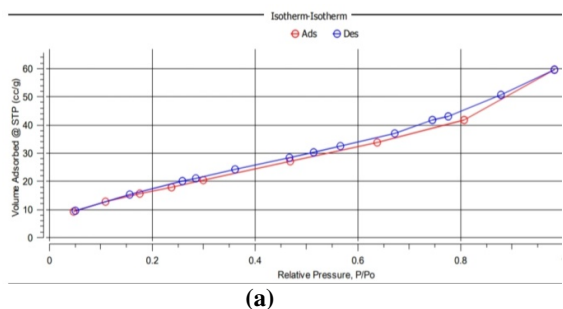 Isotherm-Isotherm
Ads Des
Volume Adsorbed @ STP (cc/g)
60
50
40
30
20
10
0
0 0.2 0.4 0.6 0.8
Relative Pressure, P/Po
(a)